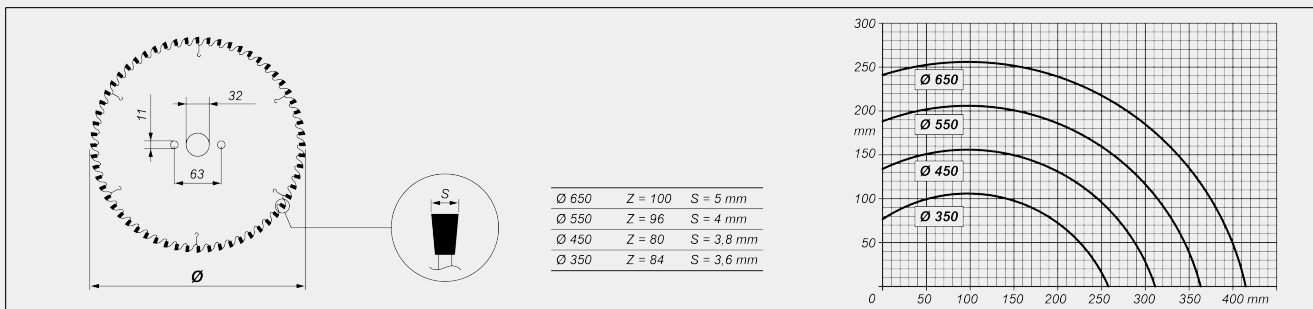 11
32
63
Ø
S
Ø 650 Z = 100 S = 5 mm
Ø 550 Z = 96 S = 4 mm
Ø 450 Z = 80 S = 3,8 mm
Ø 350 Z = 84 S = 3,6 mm
300
250
200
mm
150
100
50
Ø 650
Ø 550
Ø 450
Ø 350
0 50 100 150 200 250 300 350 400 mm